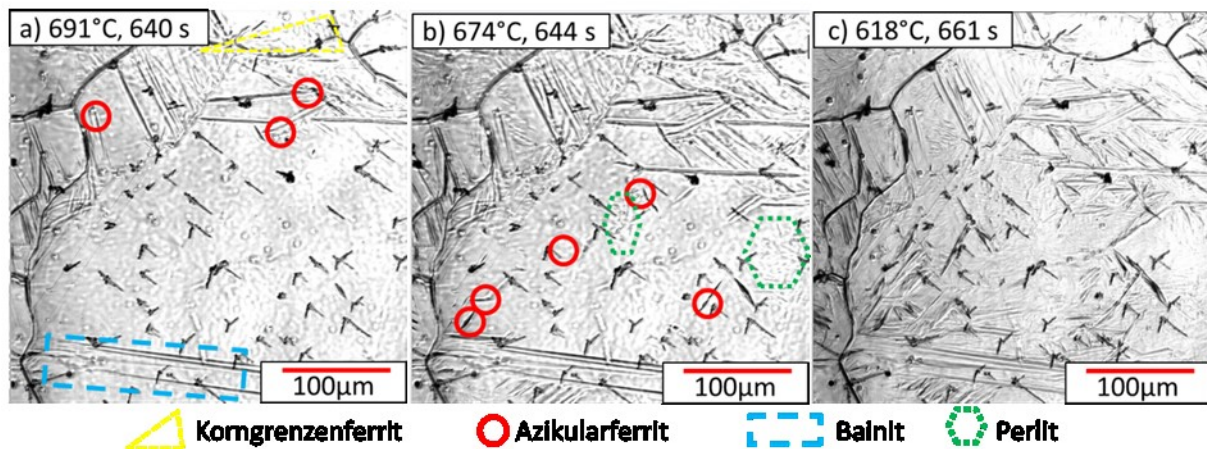 a) 691°C, 640 s
b) 674°C, 644 s
c) 618°C, 661 s
100µm
100µm
100µm
Korngrenzenferrit
Azikularferrit
Bainit
Perlit